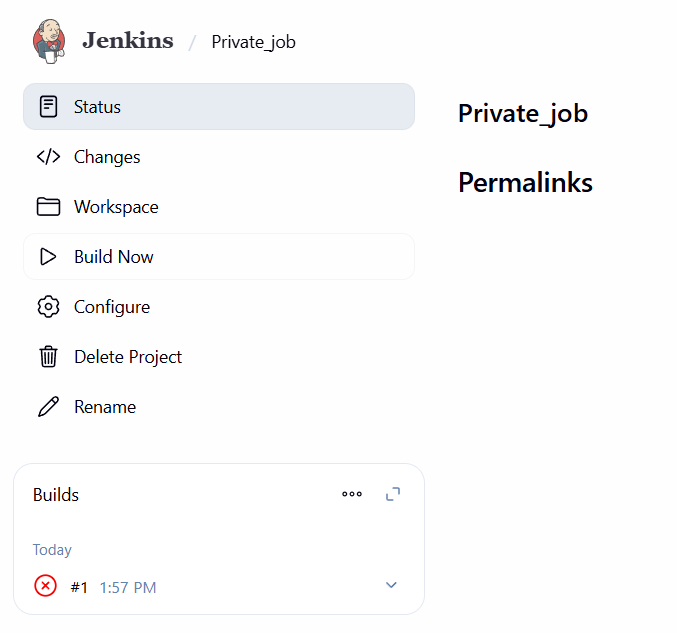 Jenkins / Private_job
Status
Changes
Workspace
Build Now
Configure
Delete Project
Rename
Builds
Today
#1 1:57 PM
Private_job
Permalinks